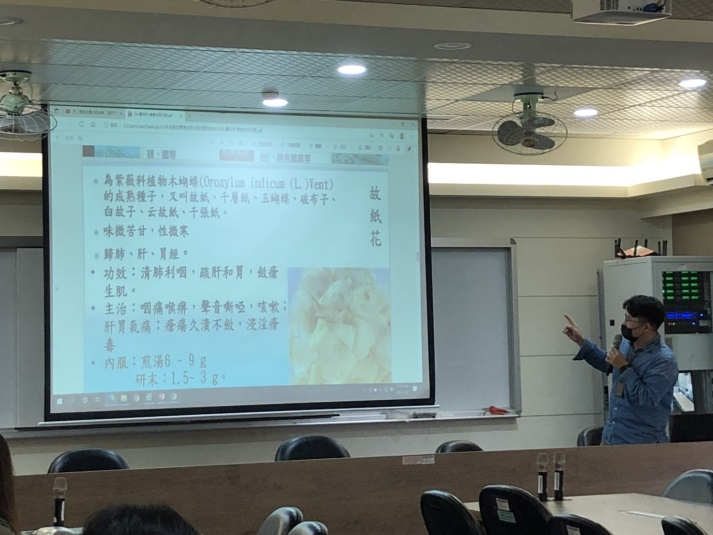 故紙花
為紫薇科植物木蝴蝶(Oroxylum indicum (L.)Vent)
的成熟種子，又叫故紙、千層紙、玉蝴蝶、破布子、
白故子、云故紙、千張紙。
味微苦甘，性微寒
歸肺、肝、胃經。
功效：清肺利咽，疏肝和胃，斂瘡
生肌。
主治：咽痛喉痹，聲音嘶啞，咳嗽；
肝胃氣痛；瘡瘍久潰不斂，浸淫瘡
毒
內服：煎湯6-9g
研末：1.5-3g。